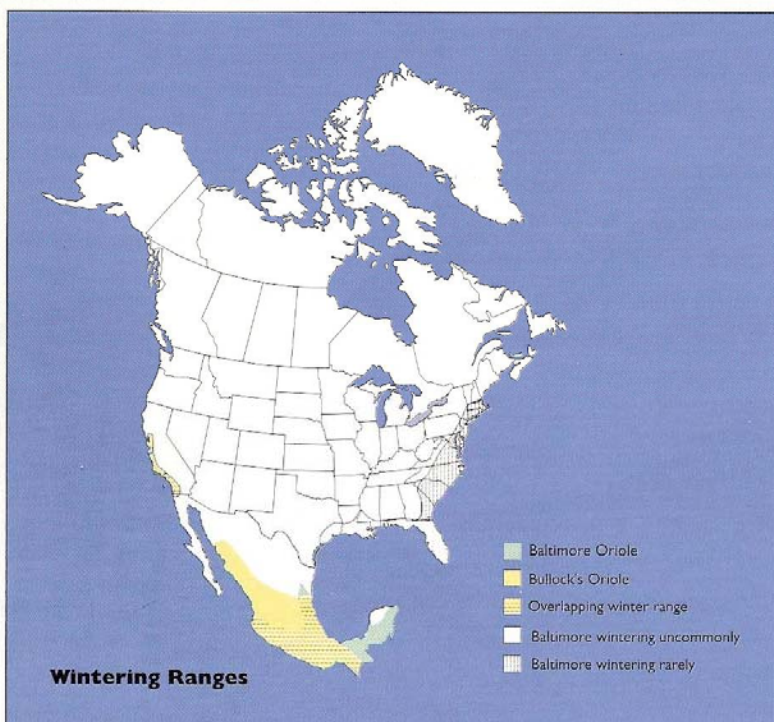 Baltimore Oriole
Bullock's Oriole
Overlapping winter range
Baltimore wintering uncommonly
Baltimore wintering rarely
Wintering Ranges